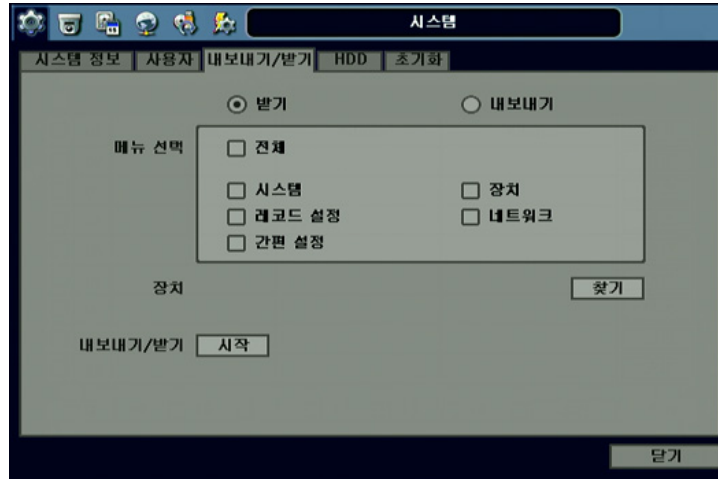 시스템
시스템 정보 사용자 내보내기/받기 HDD 초기화
받기 내보내기
메뉴 선택 전체
시스템 장치
레코드 설정 네트워크
간편 설정
장치 찾기
내보내기/받기 시작
닫기